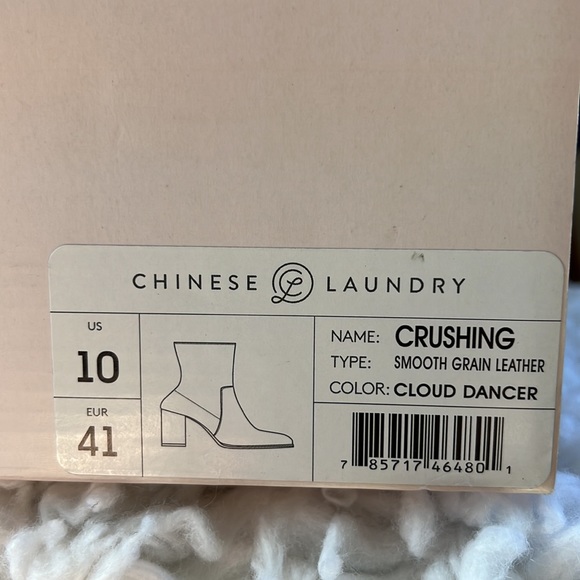 CHINESE CL LAUNDRY
US
10
EUR
41
NAME: CRUSHING
TYPE: SMOOTH GRAIN LEATHER
COLOR: CLOUD DANCER
7 85717 46480 1